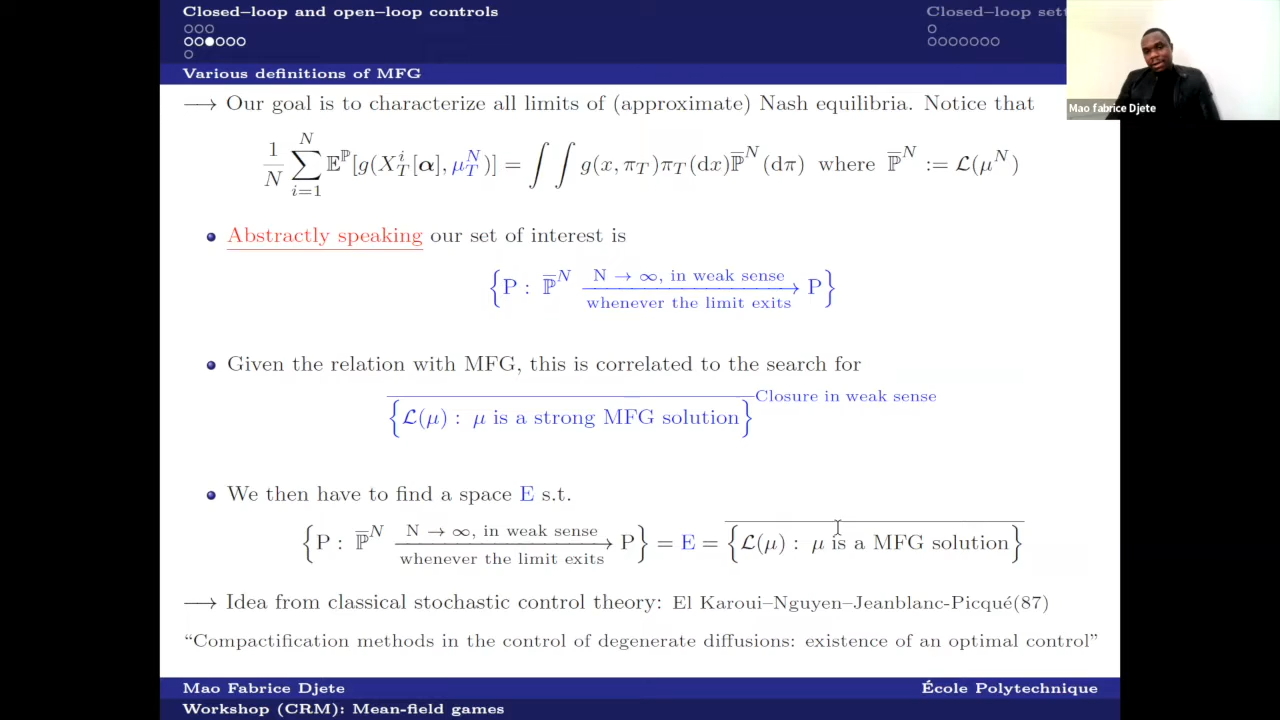 Closed–loop and open–loop controls
Closed–loop set
Various definitions of MFG
Mao fabrice Djete
⟶ Our goal is to characterize all limits of (approximate) Nash equilibria. Notice that
1/N ∑_{i=1}^{N} 𝔼^ℙ[g(X_T^i[α], μ_T^N)] = ∫∫ g(x, π_T)π_T(dx)ℙ̅^N(dπ) where ℙ̅^N := ℒ(μ^N)
Abstractly speaking our set of interest is
{P : ℙ̅^N N → ∞, in weak sense ⟶ whenever the limit exits P}
Given the relation with MFG, this is correlated to the search for
{ℒ(μ) : μ is a strong MFG solution} Closure in weak sense
We then have to find a space E s.t.
{P : ℙ̅^N N → ∞, in weak sense ⟶ whenever the limit exits P} = E = {ℒ(μ) : μ is a MFG solution}
⟶ Idea from classical stochastic control theory: El Karoui–Nguyen–Jeanblanc-Picqué(87)
“Compactification methods in the control of degenerate diffusions: existence of an optimal control”
Mao Fabrice Djete
École Polytechnique
Workshop (CRM): Mean-field games